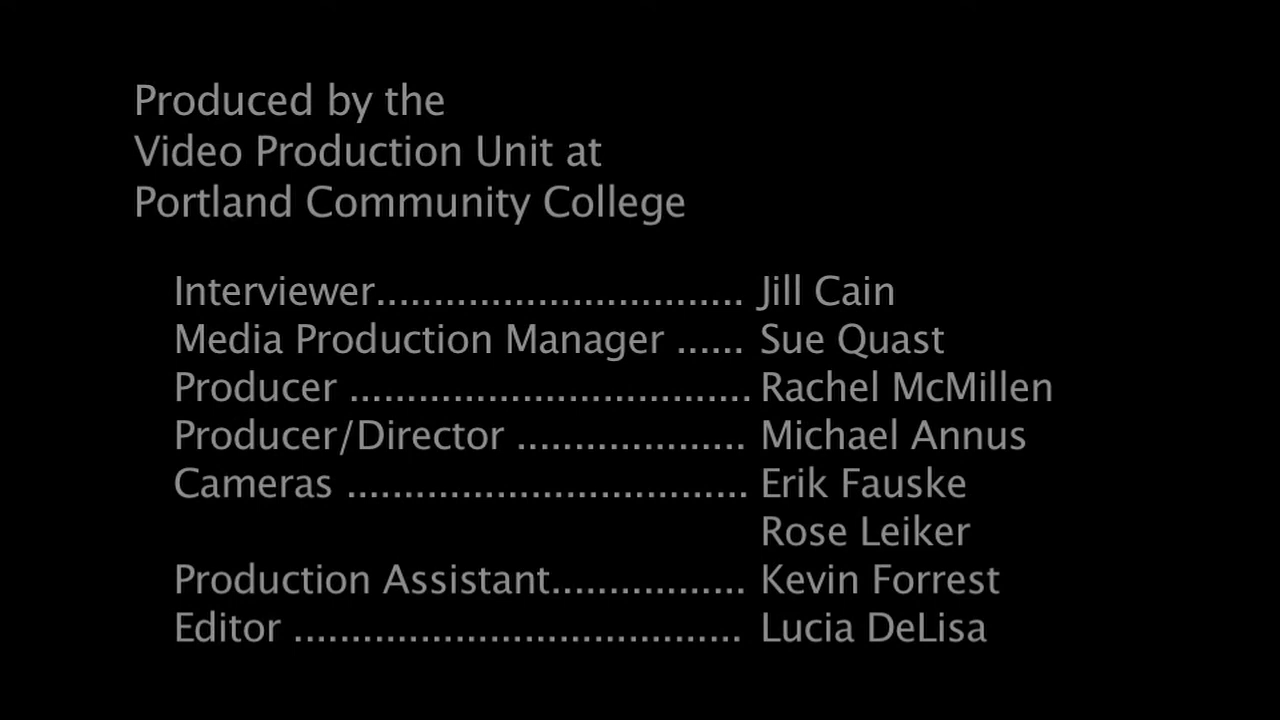 Produced by the
Video Production Unit at
Portland Community College
Interviewer................................ Jill Cain
Media Production Manager ...... Sue Quast
Producer ................................... Rachel McMillen
Producer/Director .................... Michael Annus
Cameras ................................... Erik Fauske
Rose Leiker
Production Assistant................. Kevin Forrest
Editor ....................................... Lucia DeLisa